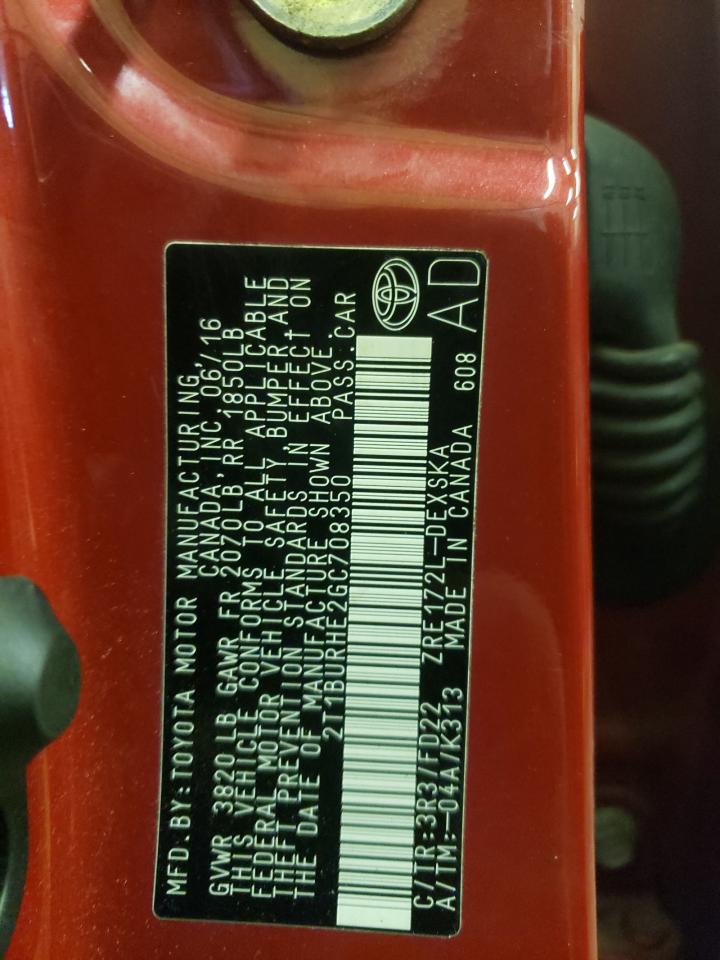 MFD. BY: TOYOTA MOTOR MANUFACTURING,
CANADA, INC. 06/16
GVWR 3820LB GAWR FR 2070LB RR 1850LB
THIS VEHICLE CONFORMS TO ALL APPLICABLE
FEDERAL MOTOR VEHICLE SAFETY, BUMPER, AND
THEFT PREVENTION STANDARDS IN EFFECT ON
THE DATE OF MANUFACTURE SHOWN ABOVE.
2T1BURHE2GC708350 PASS.CAR
C/TR:3R3/FD22 ZRE172L-DEXSKA
A/TM:-04A/K313 MADE IN CANADA 608
AD